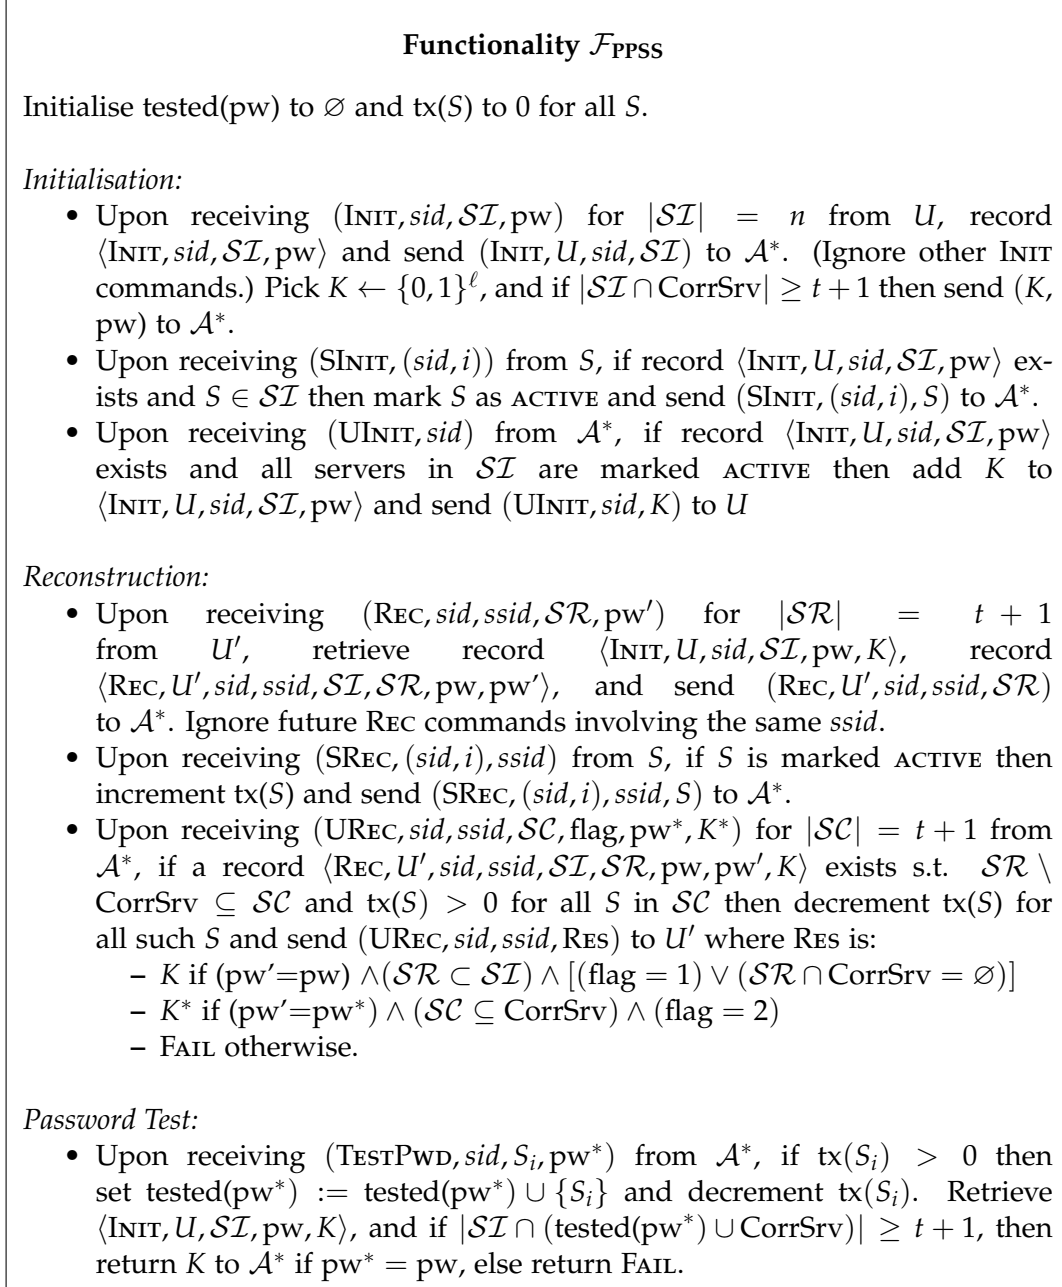 Functionality 𝓕PPSS
Initialise tested(pw) to ∅ and tx(S) to 0 for all S.
Initialisation:
• Upon receiving (INIT, sid, 𝒮ℐ, pw) for |𝒮ℐ| = n from U, record
⟨INIT, sid, 𝒮ℐ, pw⟩ and send (INIT, U, sid, 𝒮ℐ) to 𝒜*. (Ignore other INIT
commands.) Pick K ← {0,1}^ℓ, and if |𝒮ℐ ∩ CorrSrv| ≥ t + 1 then send (K,
pw) to 𝒜*.
• Upon receiving (SINIT, (sid, i)) from S, if record ⟨INIT, U, sid, 𝒮ℐ, pw⟩ ex-
ists and S ∈ 𝒮ℐ then mark S as ACTIVE and send (SINIT, (sid, i), S) to 𝒜*.
• Upon receiving (UINIT, sid) from 𝒜*, if record ⟨INIT, U, sid, 𝒮ℐ, pw⟩
exists and all servers in 𝒮ℐ are marked ACTIVE then add K to
⟨INIT, U, sid, 𝒮ℐ, pw⟩ and send (UINIT, sid, K) to U
Reconstruction:
• Upon receiving (REC, sid, ssid, 𝒮ℛ, pw′) for |𝒮ℛ| = t + 1
from U′, retrieve record ⟨INIT, U, sid, 𝒮ℐ, pw, K⟩, record
⟨REC, U′, sid, ssid, 𝒮ℐ, 𝒮ℛ, pw, pw'⟩, and send (REC, U′, sid, ssid, 𝒮ℛ)
to 𝒜*. Ignore future REC commands involving the same ssid.
• Upon receiving (SREC, (sid, i), ssid) from S, if S is marked ACTIVE then
increment tx(S) and send (SREC, (sid, i), ssid, S) to 𝒜*.
• Upon receiving (UREC, sid, ssid, 𝒮𝒞, flag, pw*, K*) for |𝒮𝒞| = t + 1 from
𝒜*, if a record ⟨REC, U′, sid, ssid, 𝒮ℐ, 𝒮ℛ, pw, pw′, K⟩ exists s.t. 𝒮ℛ \
CorrSrv ⊆ 𝒮𝒞 and tx(S) > 0 for all S in 𝒮𝒞 then decrement tx(S) for
all such S and send (UREC, sid, ssid, RES) to U′ where RES is:
– K if (pw'=pw) ∧(𝒮ℛ ⊂ 𝒮ℐ) ∧ [(flag = 1) ∨ (𝒮ℛ ∩ CorrSrv = ∅)]
– K* if (pw'=pw*) ∧ (𝒮𝒞 ⊆ CorrSrv) ∧ (flag = 2)
– FAIL otherwise.
Password Test:
• Upon receiving (TESTPWD, sid, Sᵢ, pw*) from 𝒜*, if tx(Sᵢ) > 0 then
set tested(pw*) := tested(pw*) ∪ {Sᵢ} and decrement tx(Sᵢ). Retrieve
⟨INIT, U, 𝒮ℐ, pw, K⟩, and if |𝒮ℐ ∩ (tested(pw*) ∪ CorrSrv)| ≥ t + 1, then
return K to 𝒜* if pw* = pw, else return FAIL.